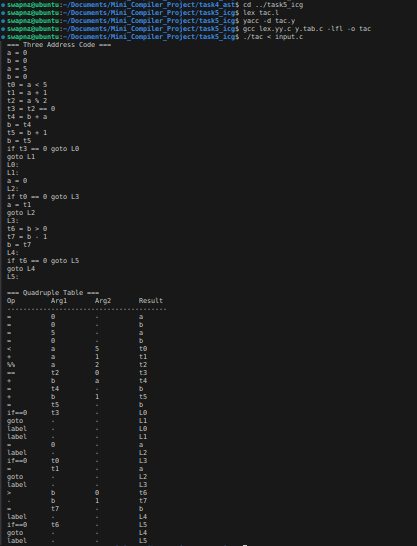 swapni@ubuntu:~/Documents/Mini_Compiler_Project/task4_ast$ cd ../task5_icg
swapni@ubuntu:~/Documents/Mini_Compiler_Project/task5_icg$ lex tac.l
swapni@ubuntu:~/Documents/Mini_Compiler_Project/task5_icg$ yacc -d tac.y
swapni@ubuntu:~/Documents/Mini_Compiler_Project/task5_icg$ gcc lex.yy.c y.tab.c -lfl -o tac
swapni@ubuntu:~/Documents/Mini_Compiler_Project/task5_icg$ ./tac < input.c
=== Three Address Code ===
a = 0
b = 0
a = 5
b = 0
t0 = a < 5
t1 = a + 1
t2 = a % 2
t3 = t2 == 0
t4 = b + a
b = t4
t5 = b + 1
b = t5
if t3 == 0 goto L0
goto L1
L0:
L1:
a = 0
L2:
if t0 == 0 goto L3
a = t1
goto L2
L3:
t6 = b > 0
t7 = b - 1
b = t7
L4:
if t6 == 0 goto L5
goto L4
L5:
=== Quadruple Table ===
Op Arg1 Arg2 Result
----------------------------------------
= 0 - a
= 0 - b
= 5 - a
= 0 - b
< a 5 t0
+ a 1 t1
%% a 2 t2
== t2 0 t3
+ b a t4
= t4 - b
+ b 1 t5
= t5 - b
if==0 t3 - L0
goto - - L1
label - - L0
label - - L1
= 0 - a
label - - L2
if==0 t0 - L3
= t1 - a
goto - - L2
label - - L3
> b 0 t6
- b 1 t7
= t7 - b
label - - L4
if==0 t6 - L5
goto - - L4
label - - L5